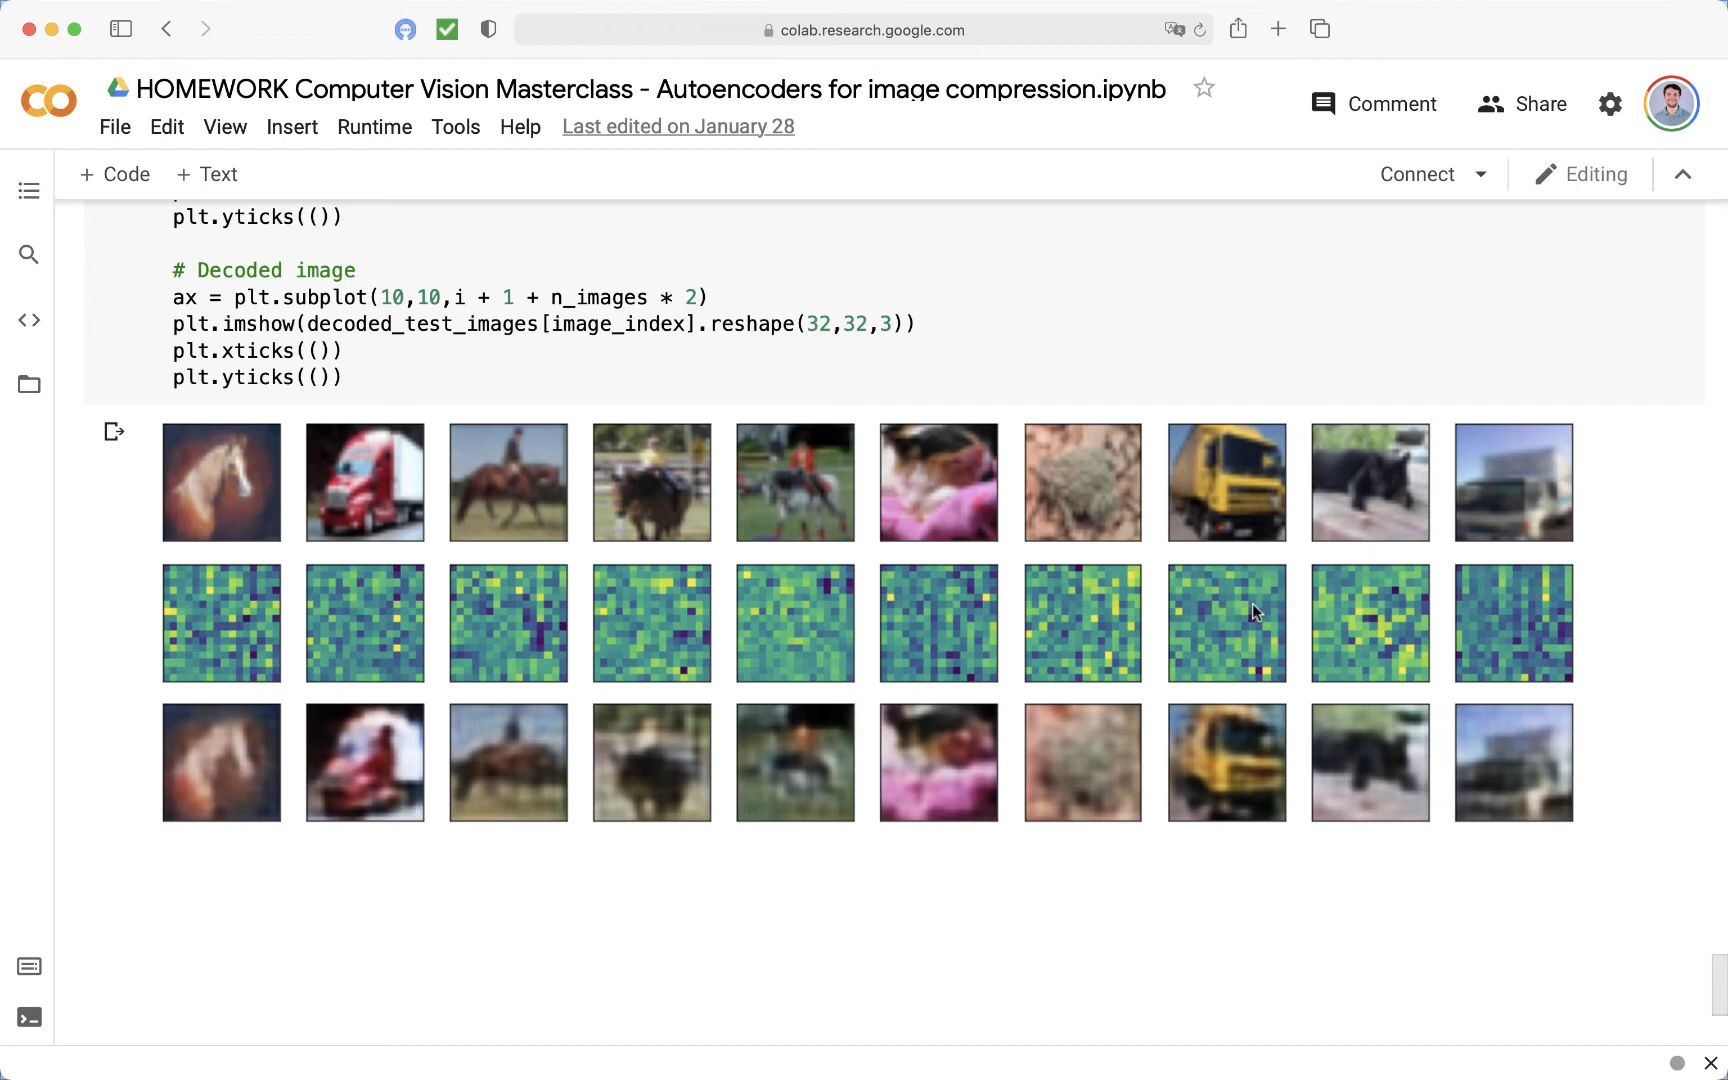 colab.research.google.com
HOMEWORK Computer Vision Masterclass - Autoencoders for image compression.ipynb
Comment
Share
File Edit View Insert Runtime Tools Help Last edited on January 28
+ Code + Text
Connect
Editing
plt.yticks(())
# Decoded image
ax = plt.subplot(10,10,i + 1 + n_images * 2)
plt.imshow(decoded_test_images[image_index].reshape(32,32,3))
plt.xticks(())
plt.yticks(())